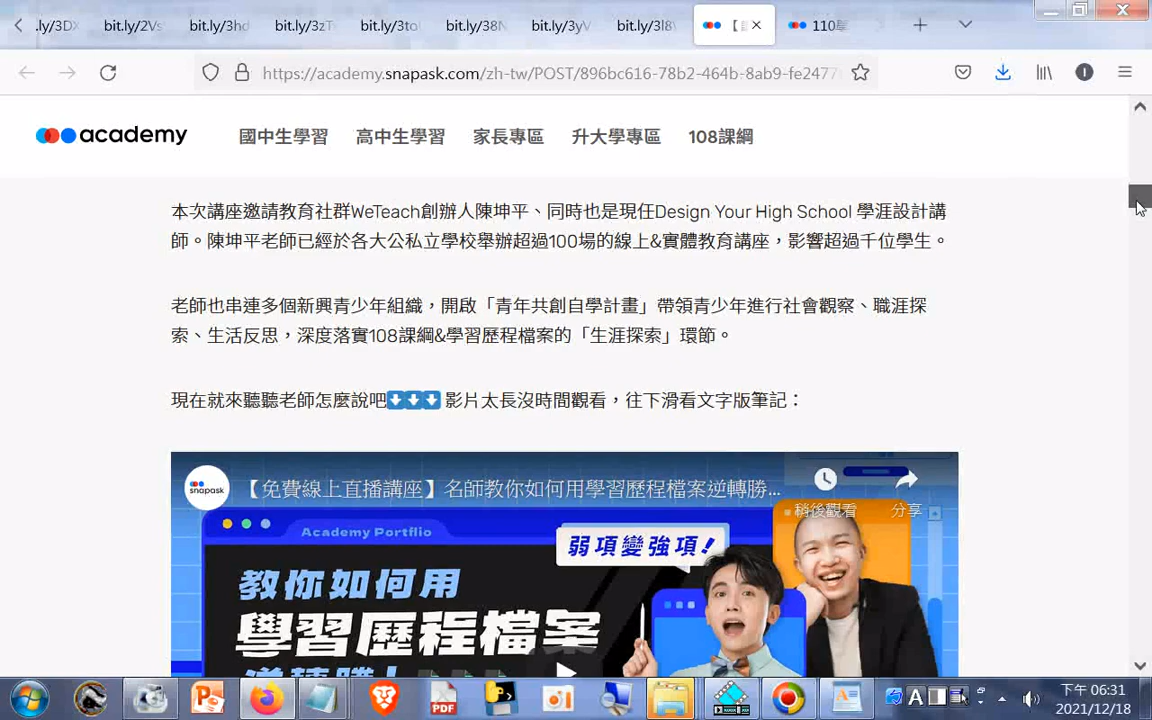 .ly/3D
bit.ly/2Vs
bit.ly/3hd
bit.ly/3zT
bit.ly/3to
bit.ly/38N
bit.ly/3yV
bit.ly/3l8
110
https://academy.snapask.com/zh-tw/POST/896bc616-78b2-464b-8ab9-fe2477
academy
國中生學習 高中生學習 家長專區 升大學專區 108課綱
本次講座邀請教育社群WeTeach創辦人陳坤平、同時也是現任Design Your High School 學涯設計講
師。陳坤平老師已經於各大公私立學校舉辦超過100場的線上&實體教育講座，影響超過千位學生。
老師也串連多個新興青少年組織，開啟「青年共創自學計畫」帶領青少年進行社會觀察、職涯探
索、生活反思，深度落實108課綱&學習歷程檔案的「生涯探索」環節。
現在就來聽聽老師怎麼說吧⬇⬇⬇ 影片太長沒時間觀看，往下滑看文字版筆記：
snapask
【免費線上直播講座】名師教你如何用學習歷程檔案逆轉勝...
稍後觀看
分享
Academy Portflio
弱項變強項!
教你如何用
學習歷程檔案
下午 06:31
2021/12/18